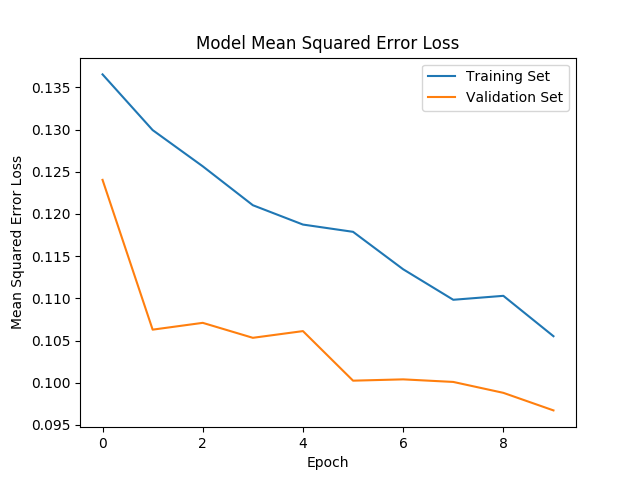 Model Mean Squared Error Loss
Training Set
Validation Set
0.135
0.130
0.125
0.120
0.115
0.110
0.105
0.100
0.095
Mean Squared Error Loss
0 2 4 6 8
Epoch